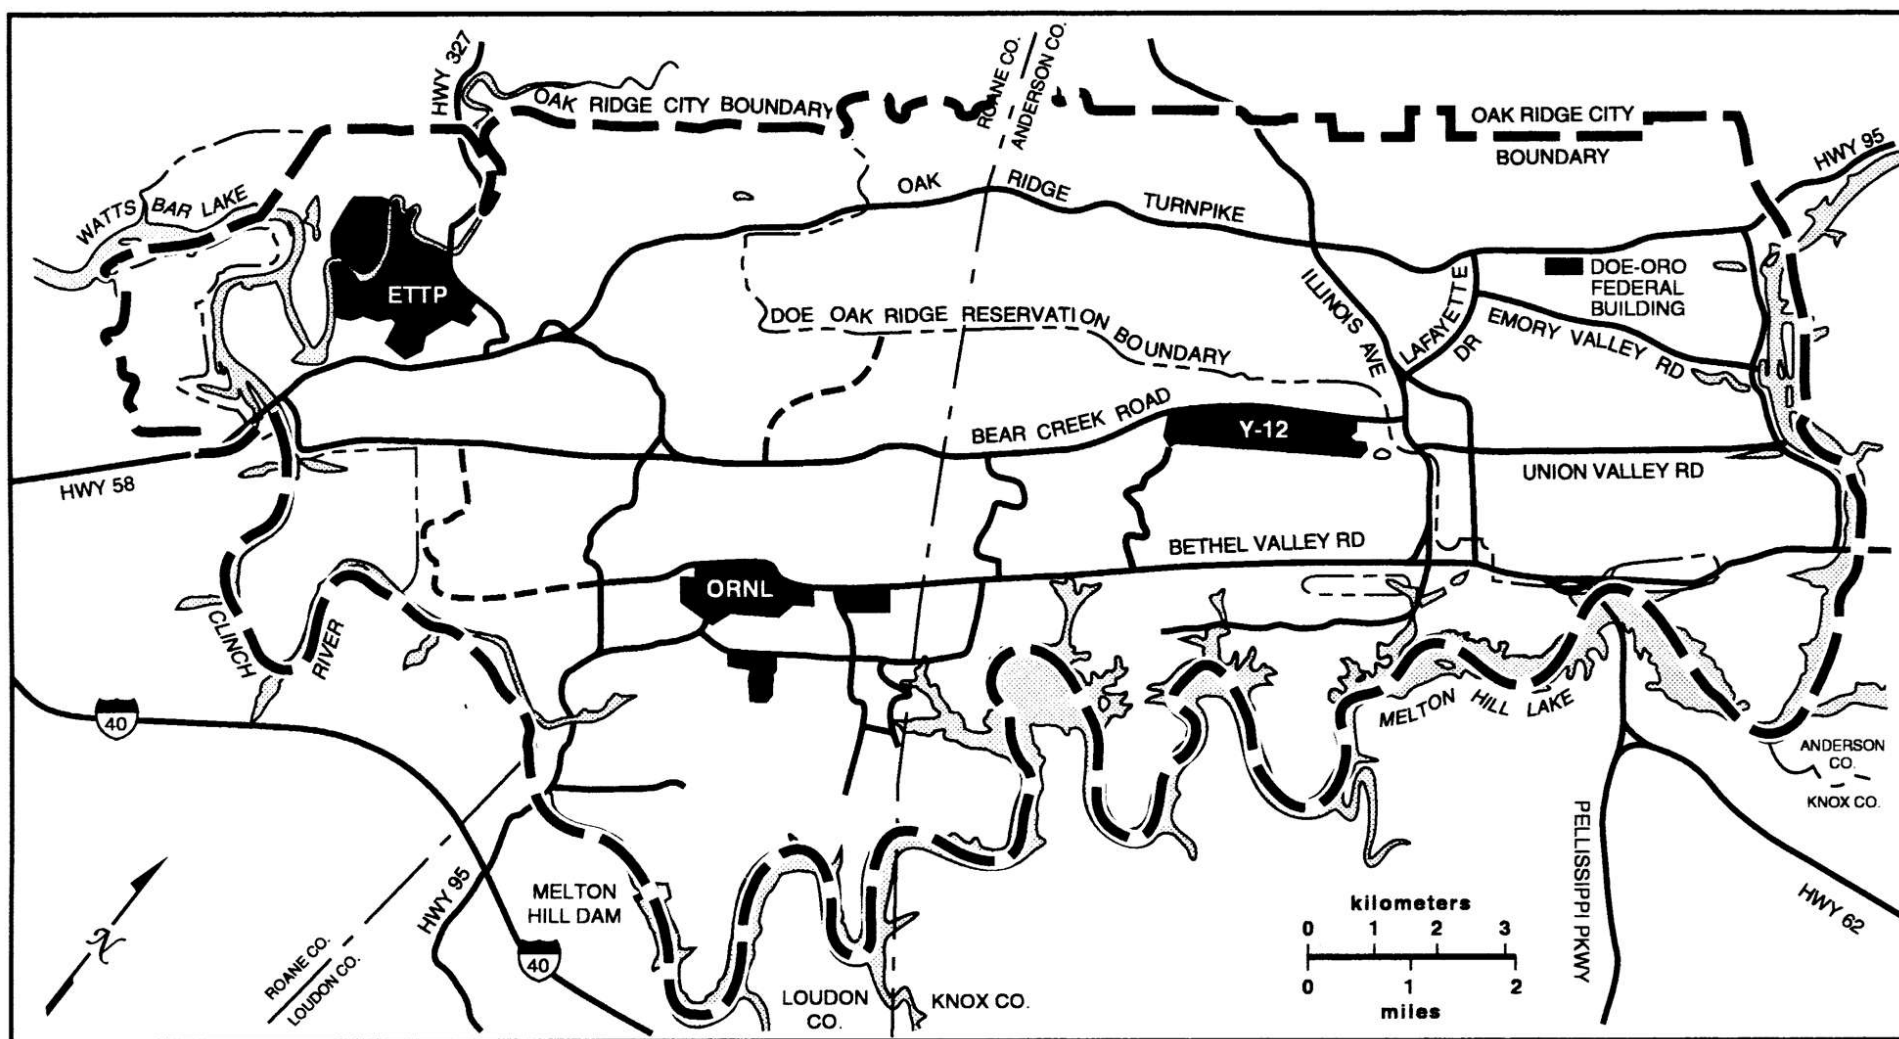 HWY 327
OAK RIDGE CITY BOUNDARY
ROANE CO.
ANDERSON CO.
OAK RIDGE CITY
BOUNDARY
HWY 95
WATTS BAR LAKE
OAK RIDGE TURNPIKE
ETTP
DOE OAK RIDGE RESERVATION BOUNDARY
ILLINOIS AVE
LAFAYETTE
DR
DOE-ORO
FEDERAL
BUILDING
EMORY VALLEY RD
BEAR CREEK ROAD
Y-12
UNION VALLEY RD
HWY 58
BETHEL VALLEY RD
ORNL
CLINCH
RIVER
MELTON HILL LAKE
40
ANDERSON
CO.
KNOX CO.
PELLISSIPPI PKWY
HWY 62
HWY 95
MELTON
HILL DAM
40
ROANE CO.
LOUDON CO.
LOUDON
CO.
KNOX CO.
N
kilometers
0 1 2 3
0 1 2
miles